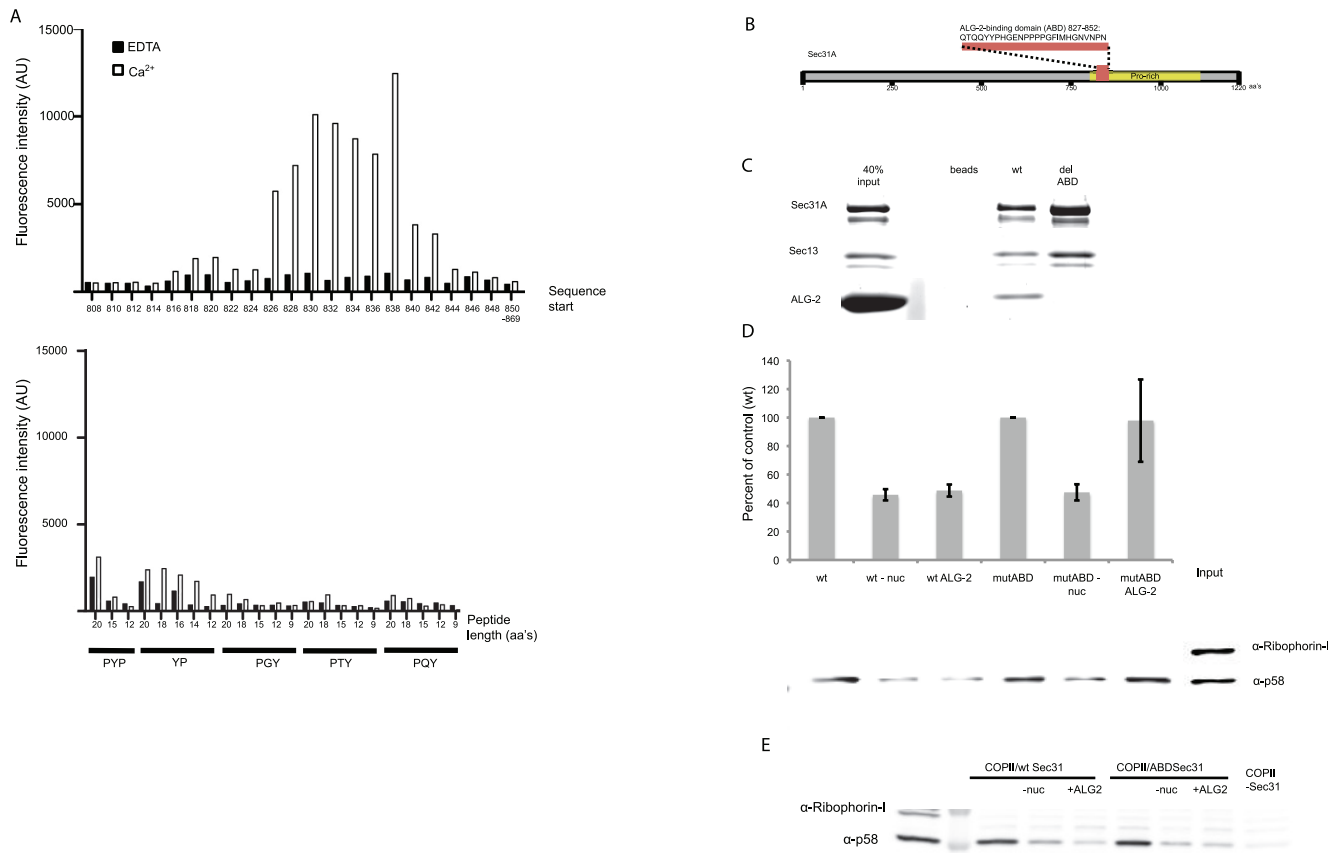 A
Fluorescence intensity (AU)
15000
10000
5000
EDTA
Ca2+
808 810 812 814 816 818 820 822 824 826 828 830 832 834 836 838 840 842 844 846 848 850
-869
Sequence
start
Fluorescence intensity (AU)
15000
10000
5000
20 15 12 20 18 16 14 12 20 18 15 12 9 20 18 15 12 9 20 18 15 12 9
Peptide
length (aa's)
PYP YP PGY PTY PQY
B
ALG-2-binding domain (ABD) 827-852:
QTQQYYPHGENPPPPGFIMHGNVNPN
Sec31A
Pro-rich
1 250 500 750 1000 1220 aa's
C
40%
input
beads
wt
del
ABD
Sec31A
Sec13
ALG-2
D
Percent of control (wt)
140
120
100
80
60
40
20
0
wt
wt - nuc
wt ALG-2
mutABD
mutABD -
nuc
mutABD
ALG-2
Input
α-Ribophorin-I
α-p58
E
COPII/wt Sec31
COPII/ABDSec31
COPII
-Sec31
-nuc +ALG2 -nuc +ALG2
α-Ribophorin-I
α-p58